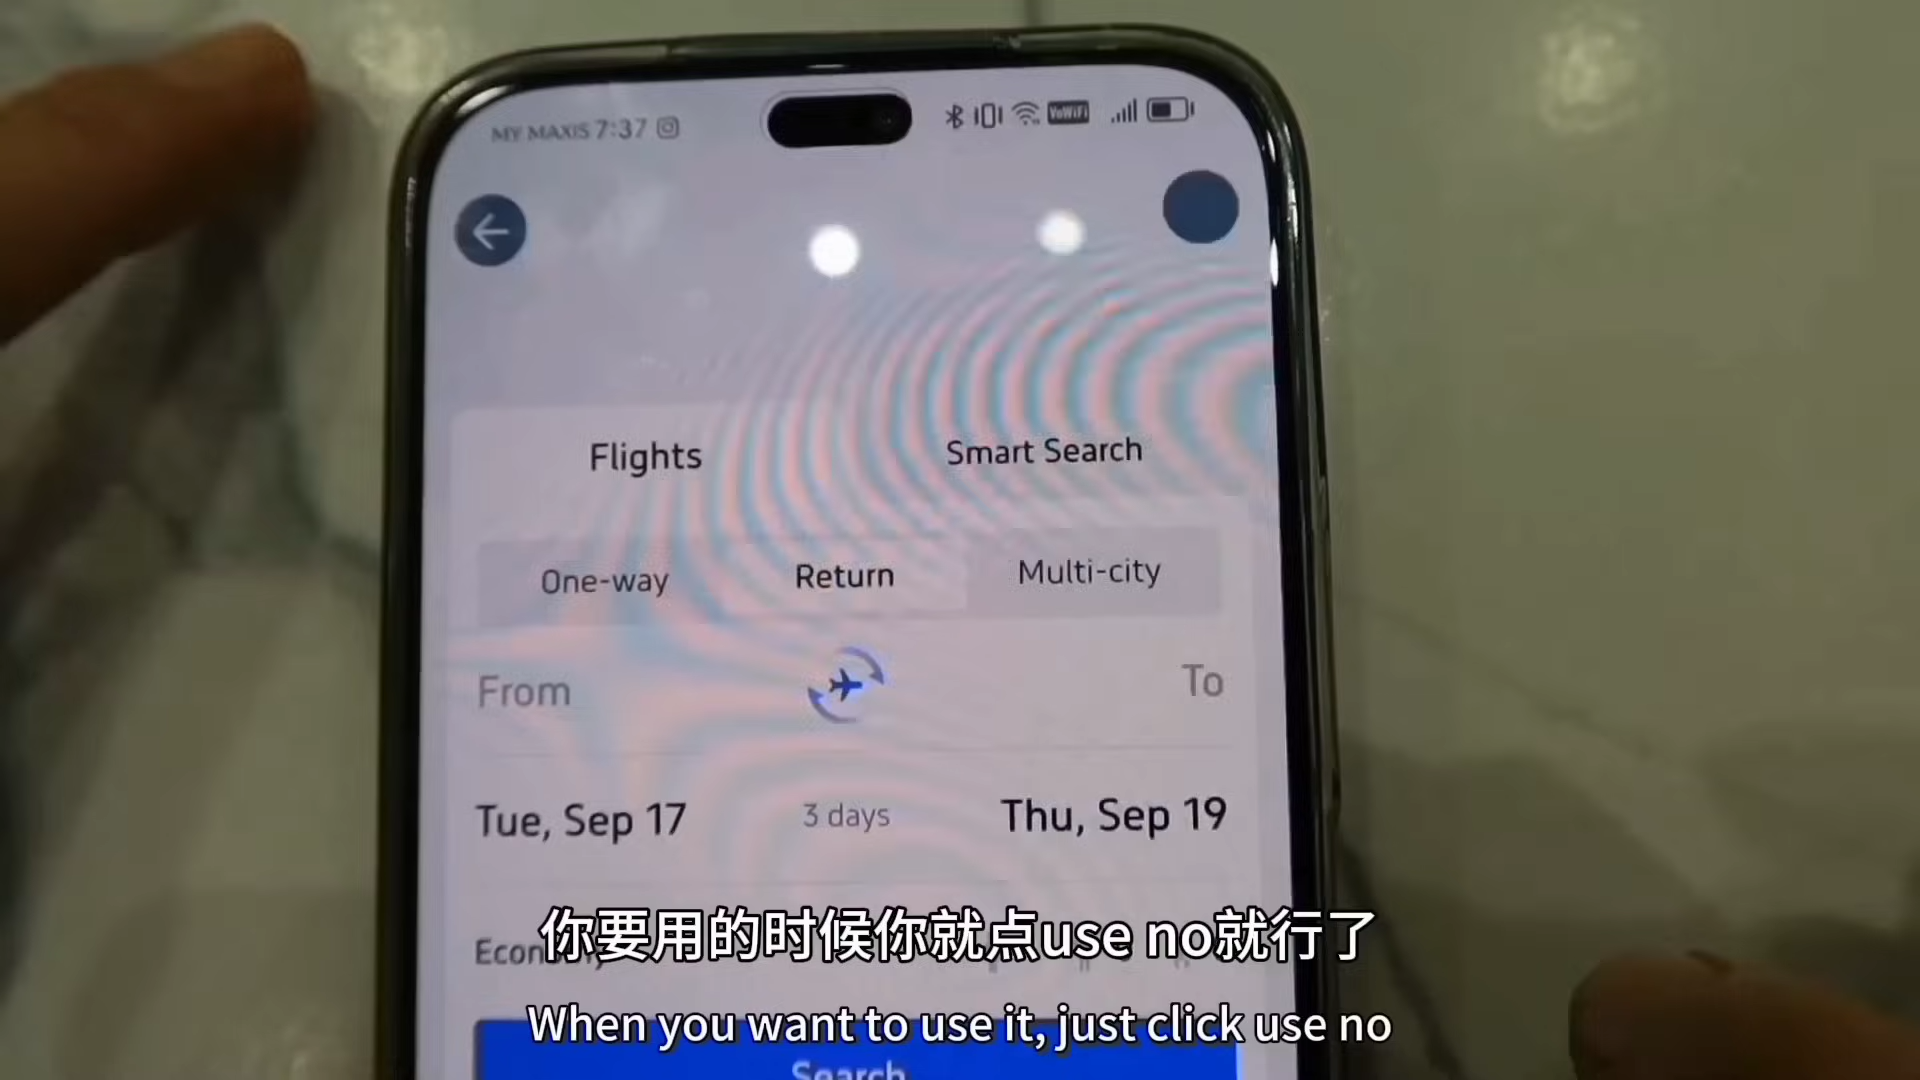 MY MAXIS 7:37
VoWiFi
Flights
Smart Search
One-way
Return
Multi-city
From
To
Tue, Sep 17
3 days
Thu, Sep 19
Economy
你要用的时候你就点use no就行了
When you want to use it, just click use no
Search